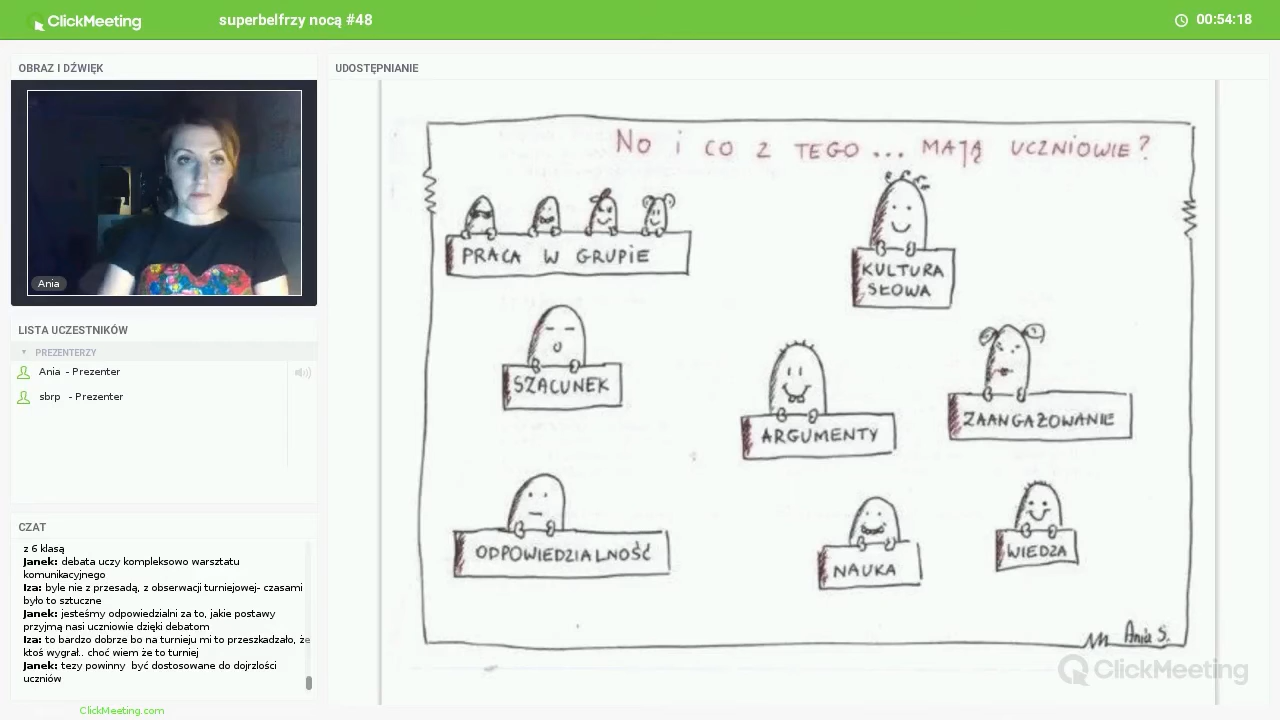 ClickMeeting
superbelfrzy nocą #48
00:54:18
OBRAZ I DŹWIĘK
Ania
LISTA UCZESTNIKÓW
PREZENTERZY
Ania - Prezenter
sbrp - Prezenter
CZAT
z 6 klasą
Janek: debata uczy kompleksowo warsztatu
komunikacyjnego
Iza: byle nie z przesadą, z obserwacji turniejowej- czasami
było to sztuczne
Janek: jesteśmy odpowiedzialni za to, jakie postawy
przyjmą nasi uczniowie dzięki debatom
Iza: to bardzo dobrze bo na turnieju mi to przeszkadzało, że
ktoś wygrał.. choć wiem że to turniej
Janek: tezy powinny być dostosowane do dojrzlości
uczniów
ClickMeeting.com
UDOSTĘPNIANIE
NO i CO Z TEGO... MAJĄ UCZNIOWIE?
PRACA W GRUPiE
KULTURA
SŁOWA
SZACUNEK
ARGUMENTY
ZAANGAŻOWANIE
ODPOWIEDZIALNOŚĆ
NAUKA
WIEDZA
Ania S.
ClickMeeting